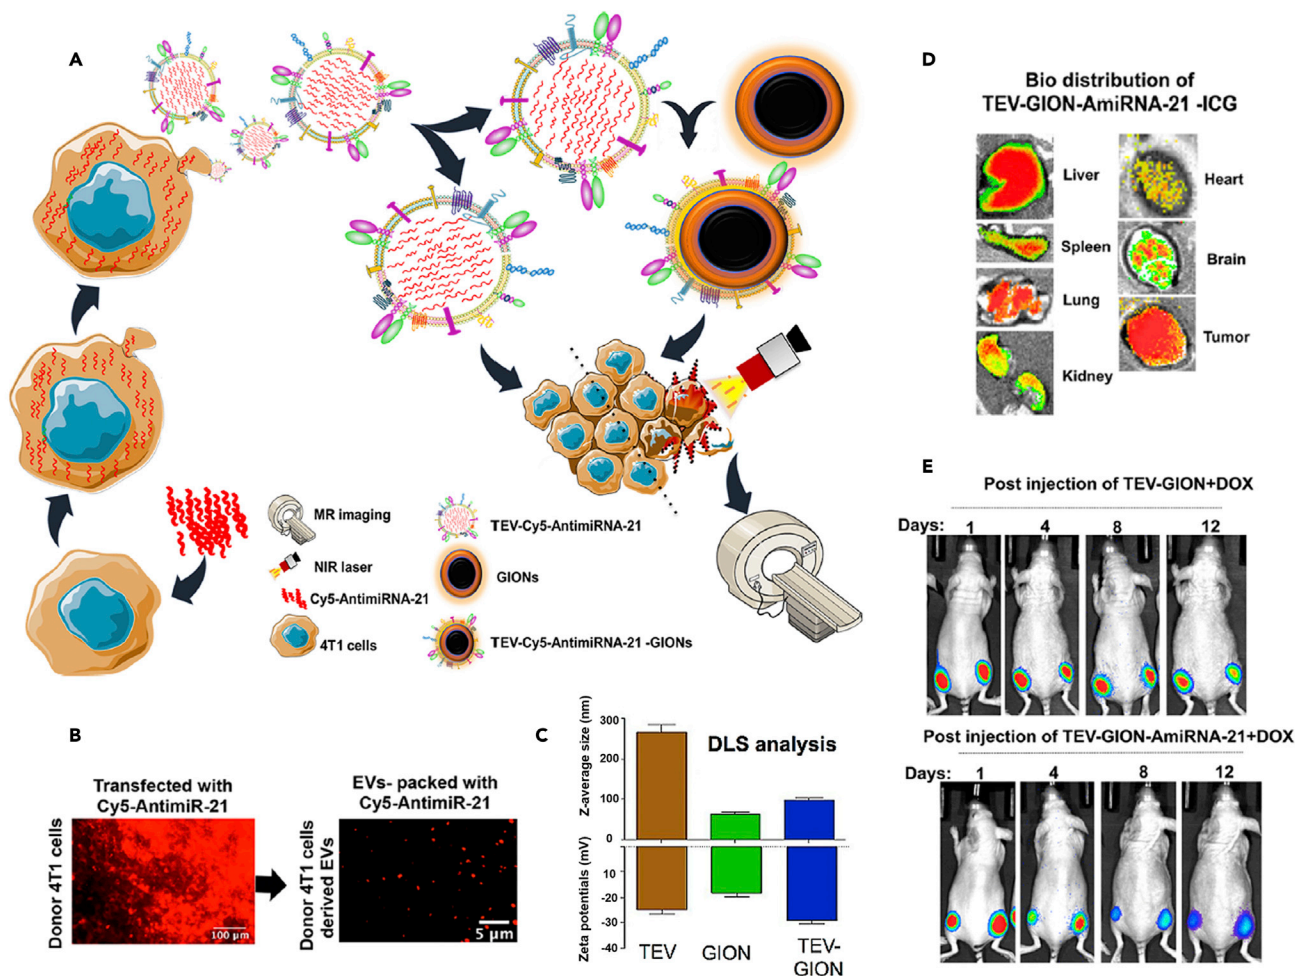 A
MR imaging
NIR laser
Cy5-AntimiRNA-21
4T1 cells
TEV-Cy5-AntimiRNA-21
GIONs
TEV-Cy5-AntimiRNA-21 -GIONs
B
Transfected with
Cy5-AntimiR-21
EVs- packed with
Cy5-AntimiR-21
Donor 4T1 cells
100 µm
Donor 4T1 cells
derived EVs
5 µm
C
DLS analysis
Z-average size (nm)
300
200
100
0
Zeta potentials (mV)
10
-20
-30
-40
TEV
GION
TEV-
GION
D
Bio distribution of
TEV-GION-AmiRNA-21 -ICG
Liver
Heart
Spleen
Brain
Lung
Tumor
Kidney
E
Post injection of TEV-GION+DOX
Days: 1 4 8 12
Post injection of TEV-GION-AmiRNA-21+DOX
Days: 1 4 8 12